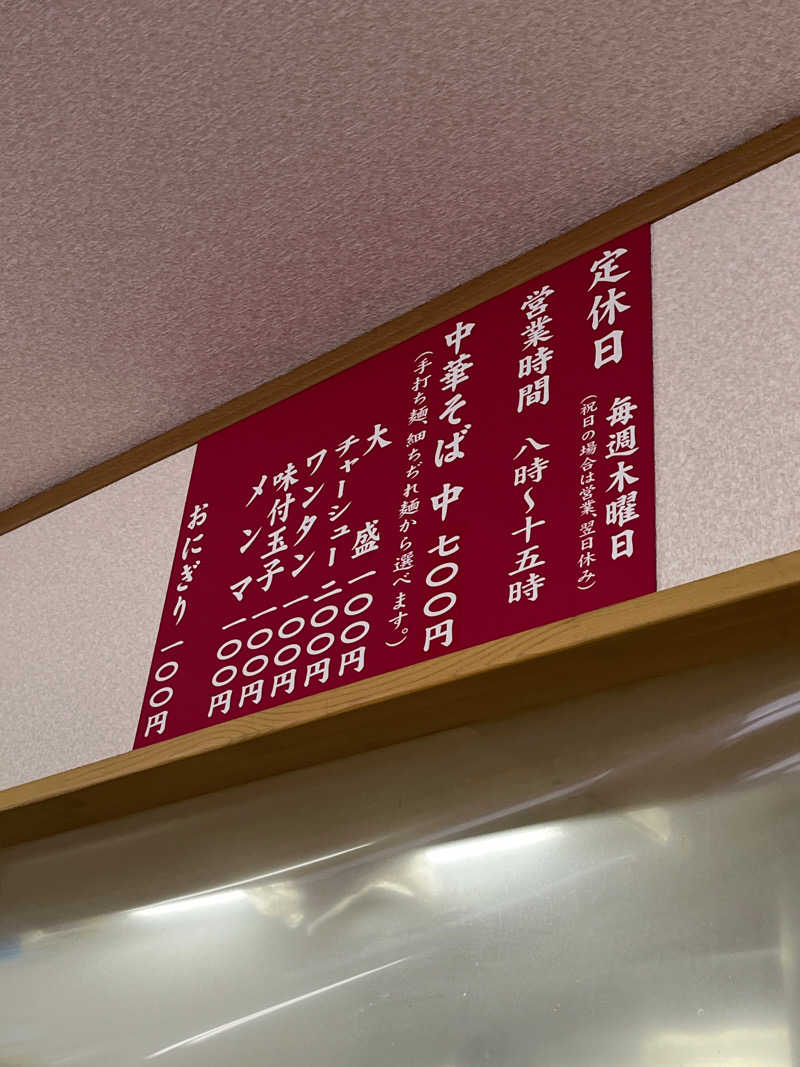 定休日 毎週木曜日
(祝日の場合は営業、翌日休み)
営業時間 八時〜十五時
中華そば 中 七〇〇円
(手打ち麺、細ちぢれ麺から選べます。)
大盛 一〇〇円
チャーシュー 二〇〇円
ワンタン 一〇〇円
味付玉子 一〇〇円
メンマ 一〇〇円
おにぎり 一〇〇円